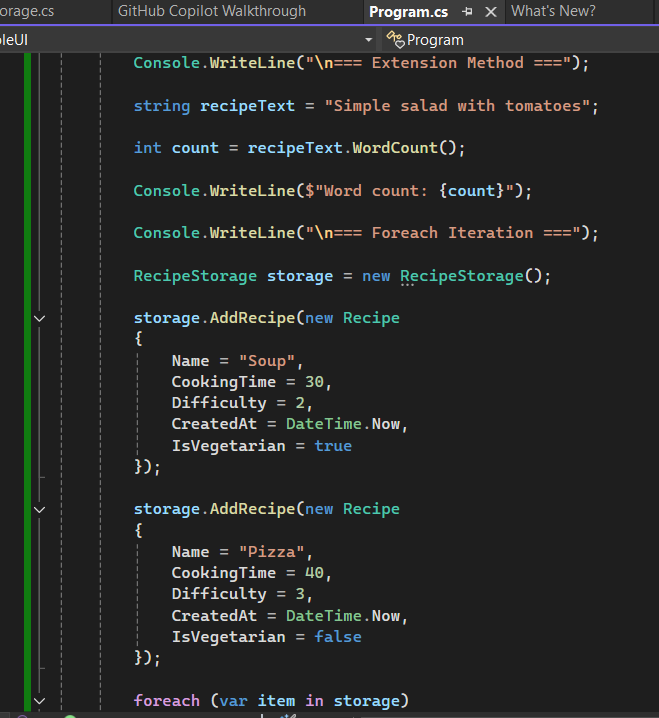 orage.cs GitHub Copilot Walkthrough Program.cs What's New?
leUI Program
Console.WriteLine("\n=== Extension Method ===");
string recipeText = "Simple salad with tomatoes";
int count = recipeText.WordCount();
Console.WriteLine($"Word count: {count}");
Console.WriteLine("\n=== Foreach Iteration ===");
RecipeStorage storage = new RecipeStorage();
storage.AddRecipe(new Recipe
{
    Name = "Soup",
    CookingTime = 30,
    Difficulty = 2,
    CreatedAt = DateTime.Now,
    IsVegetarian = true
});
storage.AddRecipe(new Recipe
{
    Name = "Pizza",
    CookingTime = 40,
    Difficulty = 3,
    CreatedAt = DateTime.Now,
    IsVegetarian = false
});
foreach (var item in storage)